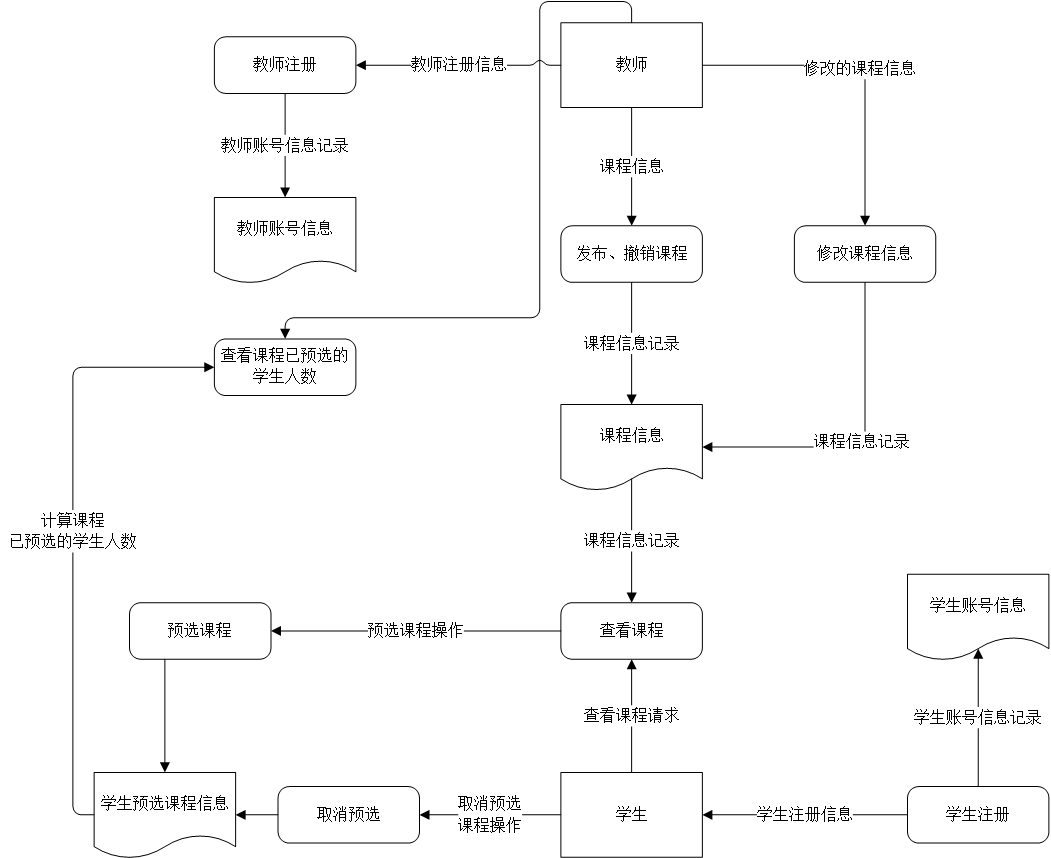 教师注册
教师注册信息
教师
修改的课程信息
教师账号信息记录
课程信息
教师账号信息
发布、撤销课程
修改课程信息
查看课程已预选的
学生人数
课程信息记录
课程信息
课程信息记录
计算课程
已预选的学生人数
课程信息记录
学生账号信息
预选课程
预选课程操作
查看课程
查看课程请求
学生账号信息记录
学生预选课程信息
取消预选
取消预选
课程操作
学生
学生注册信息
学生注册